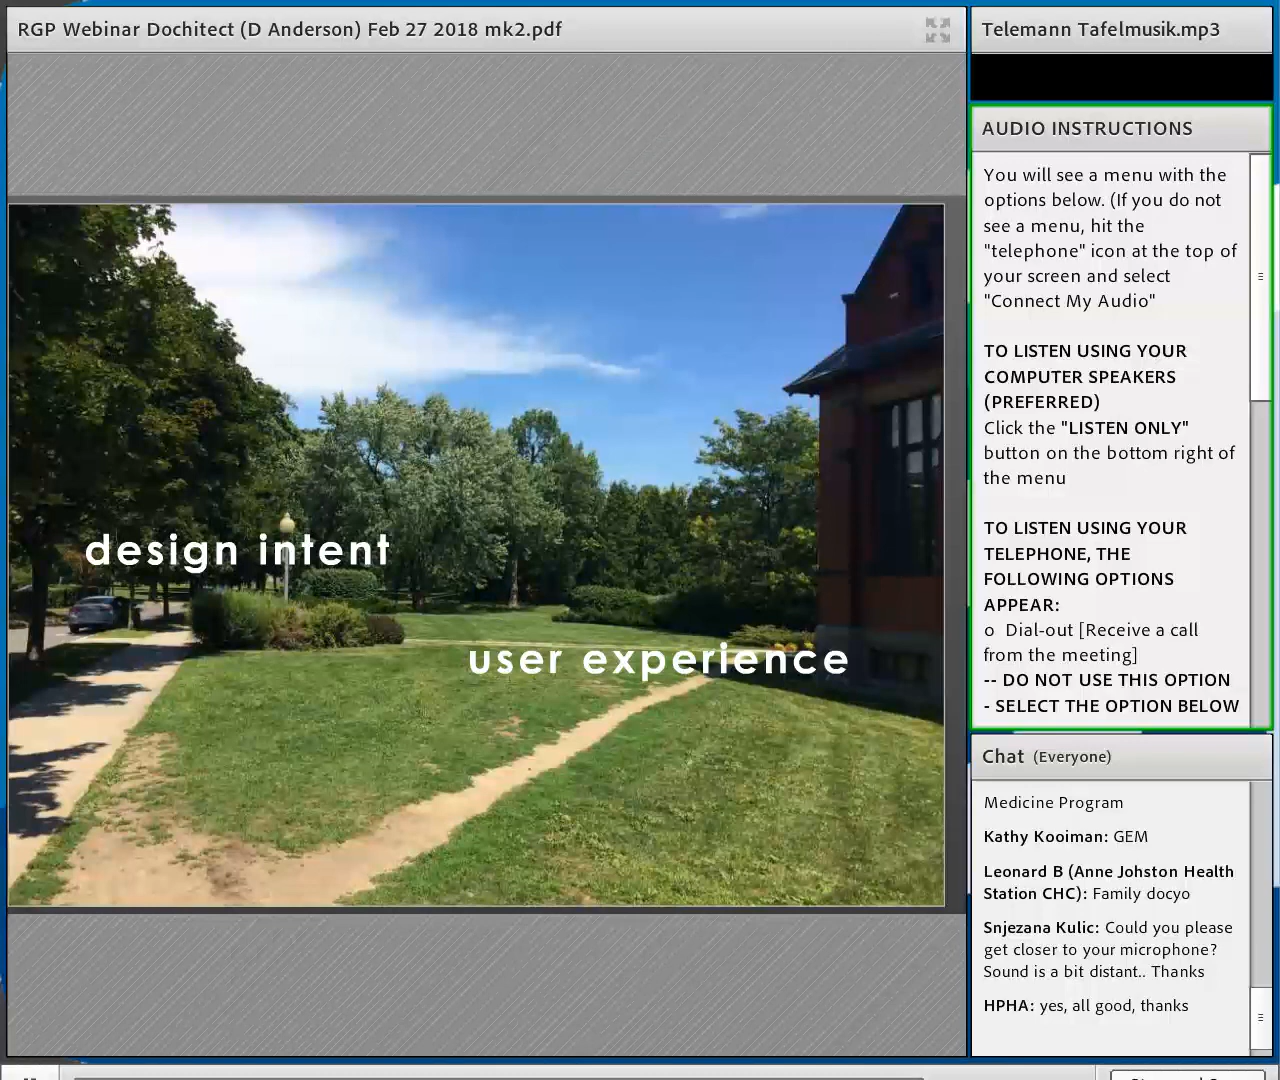 RGP Webinar Dochitect (D Anderson) Feb 27 2018 mk2.pdf
design intent
user experience
Telemann Tafelmusik.mp3
AUDIO INSTRUCTIONS
You will see a menu with the
options below. (If you do not
see a menu, hit the
"telephone" icon at the top of
your screen and select
"Connect My Audio"
TO LISTEN USING YOUR
COMPUTER SPEAKERS
(PREFERRED)
Click the "LISTEN ONLY"
button on the bottom right of
the menu
TO LISTEN USING YOUR
TELEPHONE, THE
FOLLOWING OPTIONS
APPEAR:
o Dial-out [Receive a call
from the meeting]
-- DO NOT USE THIS OPTION
- SELECT THE OPTION BELOW
Chat (Everyone)
Medicine Program
Kathy Kooiman: GEM
Leonard B (Anne Johston Health
Station CHC): Family docyo
Snjezana Kulic: Could you please
get closer to your microphone?
Sound is a bit distant.. Thanks
HPHA: yes, all good, thanks